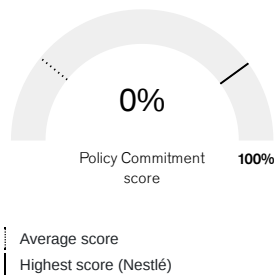 0%
Policy Commitment 100%
score
Average score
Highest score (Nestlé)